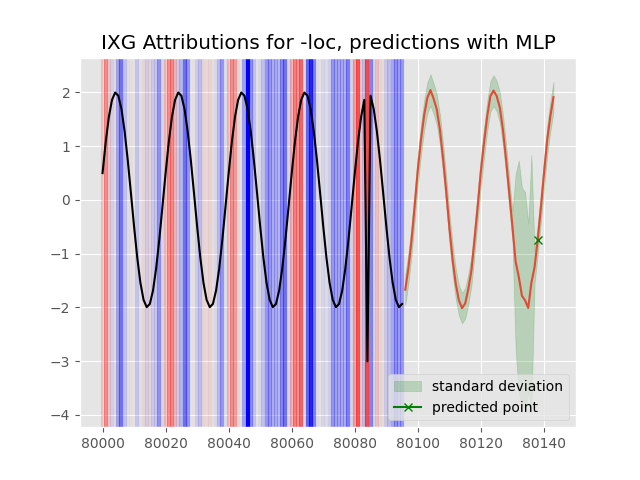 IXG Attributions for -loc, predictions with MLP
2
1
0
−1
−2
−3
−4
standard deviation
predicted point
80000 80020 80040 80060 80080 80100 80120 80140